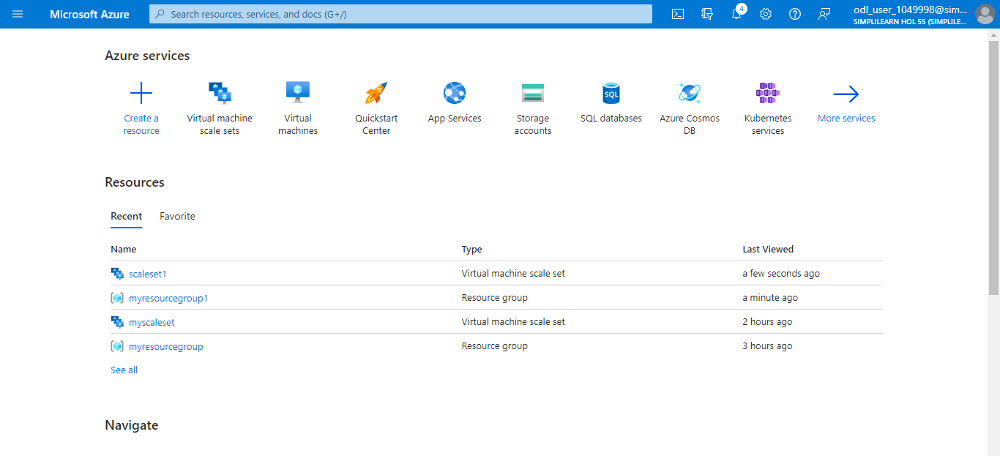 Microsoft Azure
Search resources, services, and docs (G+/)
4
odl_user_1049998@sim...
SIMPLILEARN HOL 55 (SIMPLILE...
Azure services
Create a
resource
Virtual machine
scale sets
Virtual
machines
Quickstart
Center
App Services
Storage
accounts
SQL
SQL databases
Azure Cosmos
DB
Kubernetes
services
More services
Resources
Recent Favorite
Name Type Last Viewed
scaleset1 Virtual machine scale set a few seconds ago
myresourcegroup1 Resource group a minute ago
myscaleset Virtual machine scale set 2 hours ago
myresourcegroup Resource group 3 hours ago
See all
Navigate